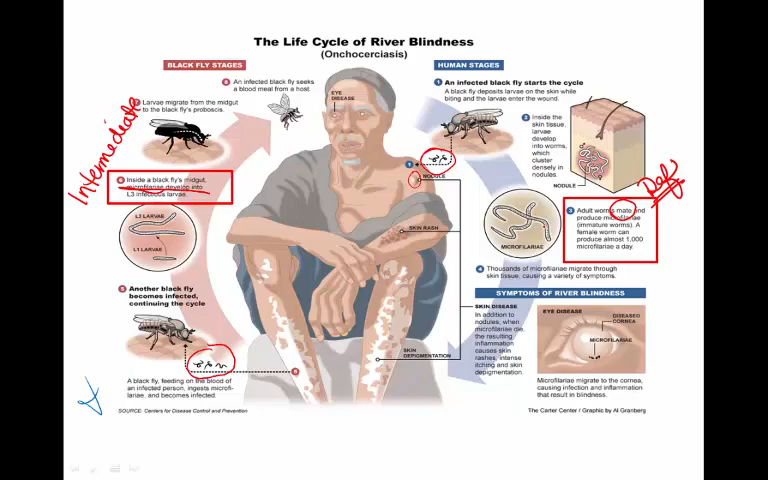 The Life Cycle of River Blindness
(Onchocerciasis)
BLACK FLY STAGES
8 An infected black fly seeks
a blood meal from a host.
Larvae migrate from the midgut
to the black fly's proboscis.
Intermediate
6 Inside a black fly's midgut,
microfilariae develop into
L3 infectious larvae.
L3 LARVAE
L1 LARVAE
5 Another black fly
becomes infected,
continuing the cycle
A black fly, feeding on the blood of
an infected person, ingests microfi-
lariae, and becomes infected.
SOURCE: Centers for Disease Control and Prevention
EYE
DISEASE
1
NODULE
SKIN RASH
SKIN
DEPIGMENTATION
HUMAN STAGES
1 An infected black fly starts the cycle
A black fly deposits larvae on the skin while
biting and the larvae enter the wound.
2 Inside the
skin tissue,
larvae
develop
into worms,
which
cluster
densely in
nodules.
NODULE
Def
3 Adult worms mate and
produce microfilariae
(immature worms). A
female worm can
produce almost 1,000
microfilariae a day.
MICROFILARIAE
4 Thousands of microfilariae migrate through
skin tissue, causing a variety of symptoms.
SYMPTOMS OF RIVER BLINDNESS
SKIN DISEASE
In addition to
nodules, when
microfilariae die,
the resulting
inflammation
causes skin
rashes, intense
itching and skin
depigmentation.
EYE DISEASE
DISEASED
CORNEA
MICROFILARIAE
Microfilariae migrate to the cornea,
causing infection and inflammation
that result in blindness.
The Carter Center / Graphic by Al Granberg